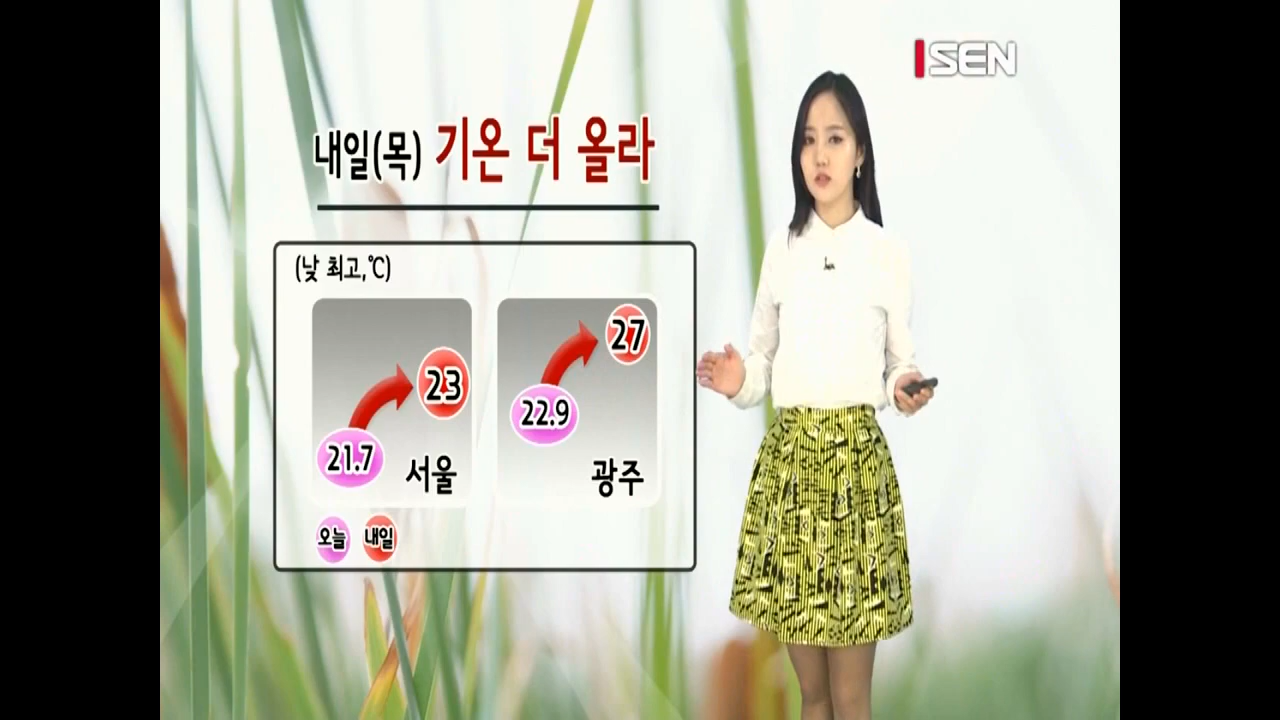 SEN
내일(목) 기온 더 올라
(낮 최고,℃)
27
23
22.9
21.7
서울
광주
오늘 내일